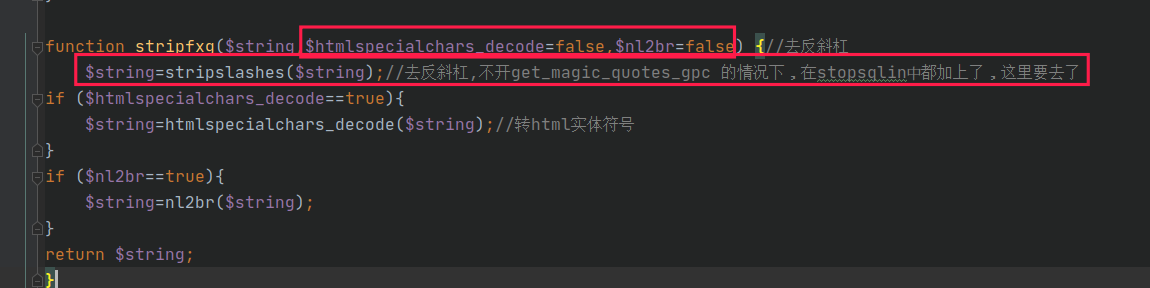 function stripfxg($string,$htmlspecialchars_decode=false,$nl2br=false) {//去反斜杠
$string=stripslashes($string);//去反斜杠,不开get_magic_quotes_gpc 的情况下，在stopsqlin中都加上了，这里要去了
if ($htmlspecialchars_decode==true){
$string=htmlspecialchars_decode($string);//转html实体符号
}
if ($nl2br==true){
$string=nl2br($string);
}
return $string;
}